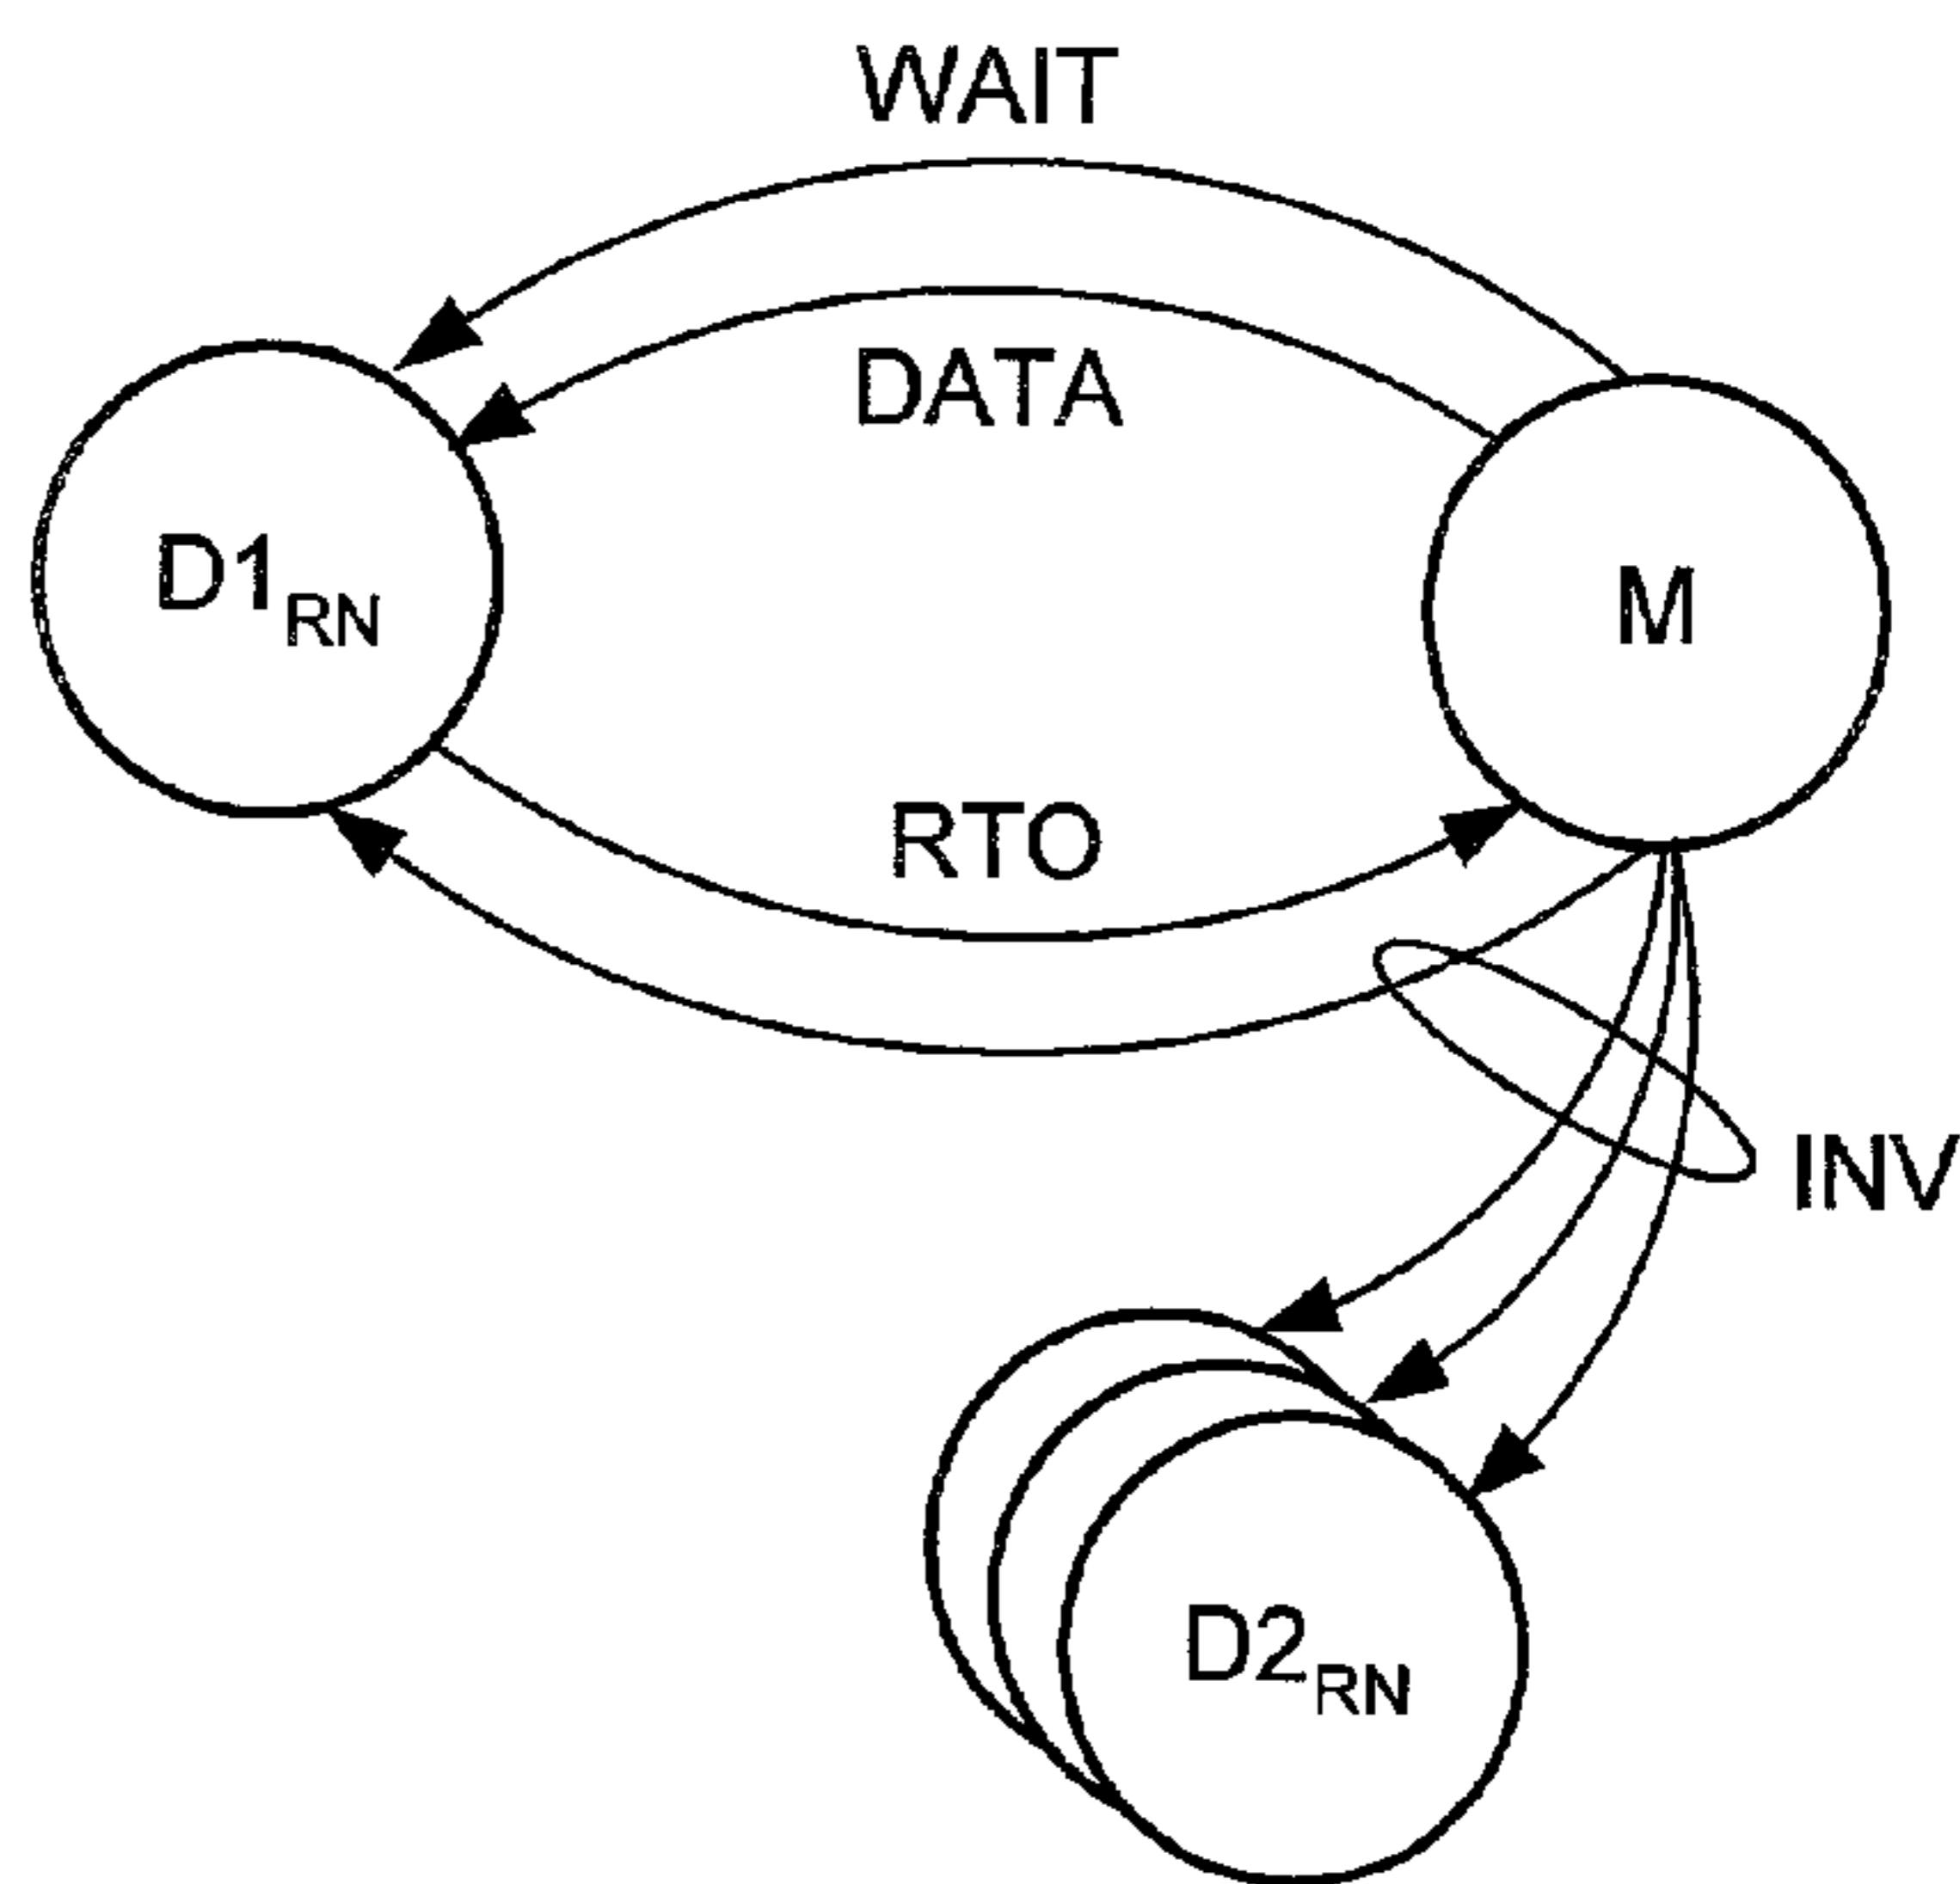 WAIT
DATA
D1RN
M
RTO
INV
D2RN